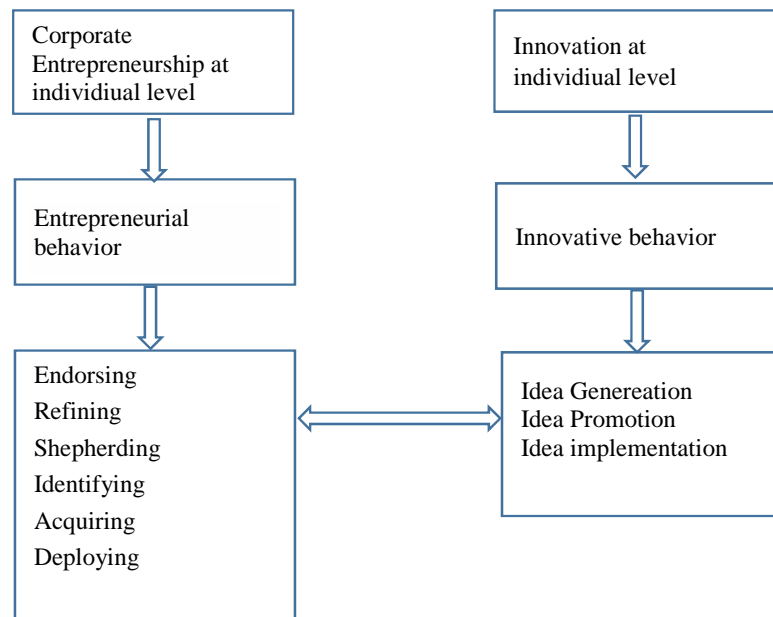 Corporate
Entrepreneurship at
individiual level
Innovation at
individiual level
Entrepreneurial
behavior
Innovative behavior
Endorsing
Refining
Shepherding
Identifying
Acquiring
Deploying
Idea Genereation
Idea Promotion
Idea implementation